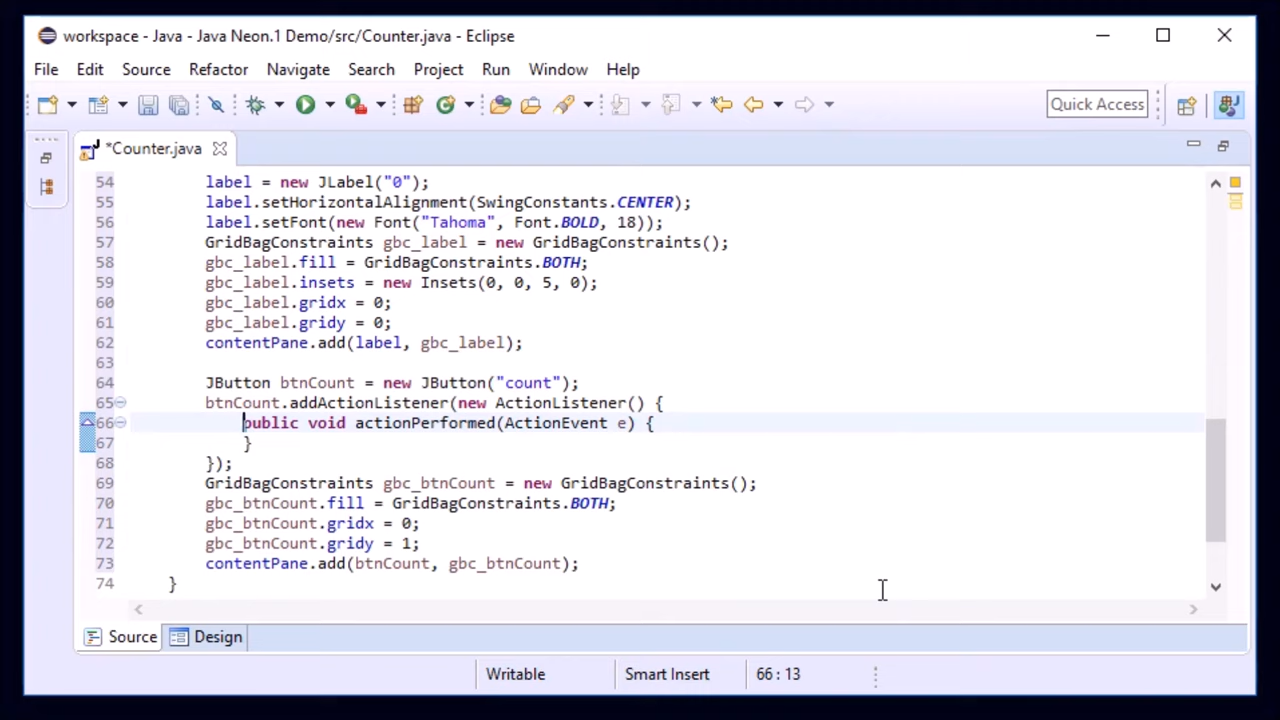 workspace - Java - Java Neon.1 Demo/src/Counter.java - Eclipse
File Edit Source Refactor Navigate Search Project Run Window Help
Quick Access
*Counter.java
54 label = new JLabel("0");
55 label.setHorizontalAlignment(SwingConstants.CENTER);
56 label.setFont(new Font("Tahoma", Font.BOLD, 18));
57 GridBagConstraints gbc_label = new GridBagConstraints();
58 gbc_label.fill = GridBagConstraints.BOTH;
59 gbc_label.insets = new Insets(0, 0, 5, 0);
60 gbc_label.gridx = 0;
61 gbc_label.gridy = 0;
62 contentPane.add(label, gbc_label);
63
64 JButton btnCount = new JButton("count");
65 btnCount.addActionListener(new ActionListener() {
66 public void actionPerformed(ActionEvent e) {
67 }
68 });
69 GridBagConstraints gbc_btnCount = new GridBagConstraints();
70 gbc_btnCount.fill = GridBagConstraints.BOTH;
71 gbc_btnCount.gridx = 0;
72 gbc_btnCount.gridy = 1;
73 contentPane.add(btnCount, gbc_btnCount);
74 }
Source Design
Writable Smart Insert 66 : 13